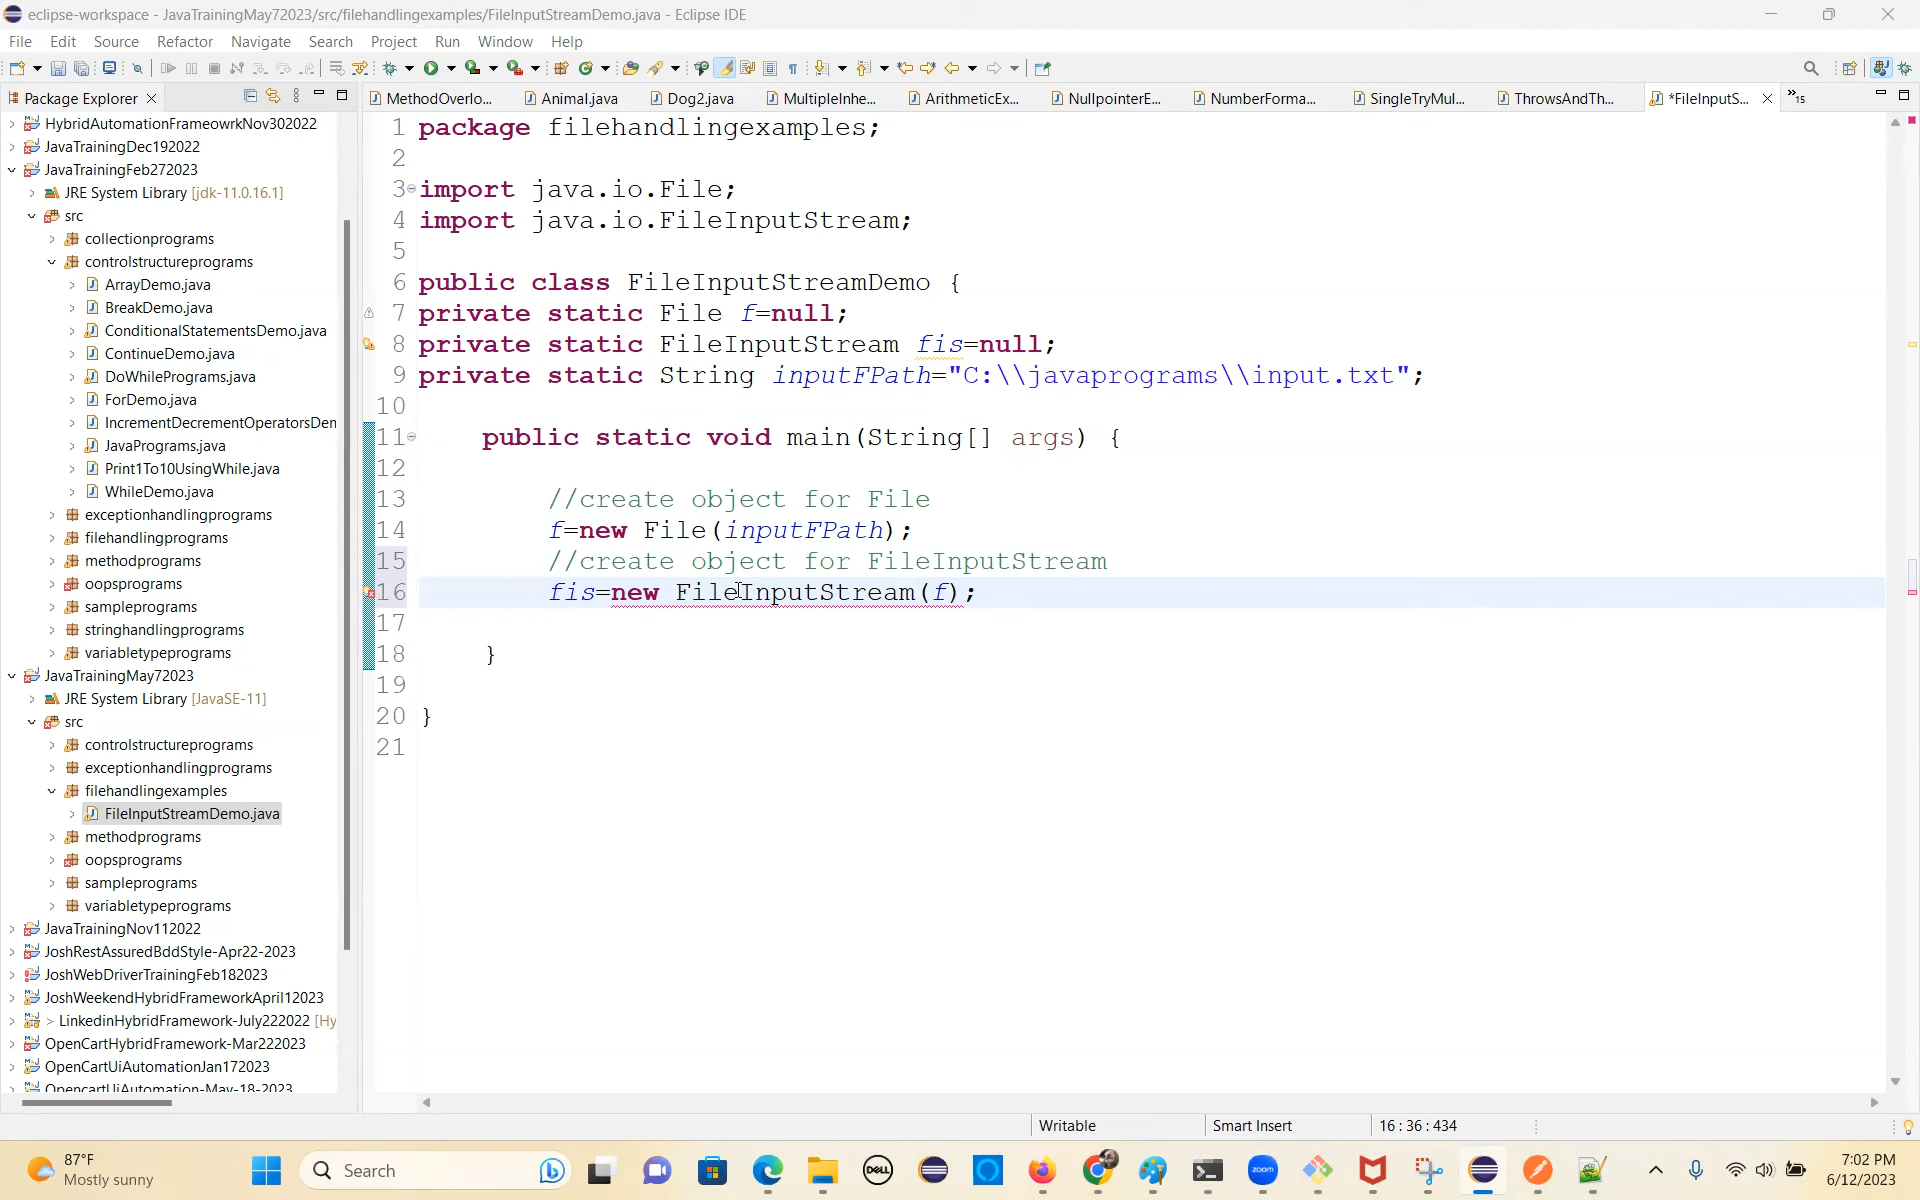 eclipse-workspace - JavaTrainingMay72023/src/filehandlingexamples/FileInputStreamDemo.java - Eclipse IDE
File Edit Source Refactor Navigate Search Project Run Window Help
Package Explorer
MethodOverlo... Animal.java Dog2.java MultipleInhe... ArithmeticEx... NullpointerE... NumberForma... SingleTryMul... ThrowsAndTh... *FileInputS... »15
HybridAutomationFrameowrkNov302022
JavaTrainingDec192022
JavaTrainingFeb272023
JRE System Library [jdk-11.0.16.1]
src
collectionprograms
controlstructureprograms
ArrayDemo.java
BreakDemo.java
ConditionalStatementsDemo.java
ContinueDemo.java
DoWhilePrograms.java
ForDemo.java
IncrementDecrementOperatorsDen
JavaPrograms.java
Print1To10UsingWhile.java
WhileDemo.java
exceptionhandlingprograms
filehandlingprograms
methodprograms
oopsprograms
sampleprograms
stringhandlingprograms
variabletypeprograms
JavaTrainingMay72023
JRE System Library [JavaSE-11]
src
controlstructureprograms
exceptionhandlingprograms
filehandlingexamples
FileInputStreamDemo.java
methodprograms
oopsprograms
sampleprograms
variabletypeprograms
JavaTrainingNov112022
JoshRestAssuredBddStyle-Apr22-2023
JoshWebDriverTrainingFeb182023
JoshWeekendHybridFrameworkApril12023
> LinkedinHybridFramework-July222022 [Hy
OpenCartHybridFramework-Mar222023
OpenCartUiAutomationJan172023
OpencartUiAutomation-May-18-2023
1 package filehandlingexamples;
2
3 import java.io.File;
4 import java.io.FileInputStream;
5
6 public class FileInputStreamDemo {
7 private static File f=null;
8 private static FileInputStream fis=null;
9 private static String inputFPath="C:\\javaprograms\\input.txt";
10
11 public static void main(String[] args) {
12
13 //create object for File
14 f=new File(inputFPath);
15 //create object for FileInputStream
16 fis=new FileInputStream(f);
17
18 }
19
20 }
21
Writable Smart Insert 16 : 36 : 434
87°F
Mostly sunny
Search
DELL
zoom
7:02 PM
6/12/2023